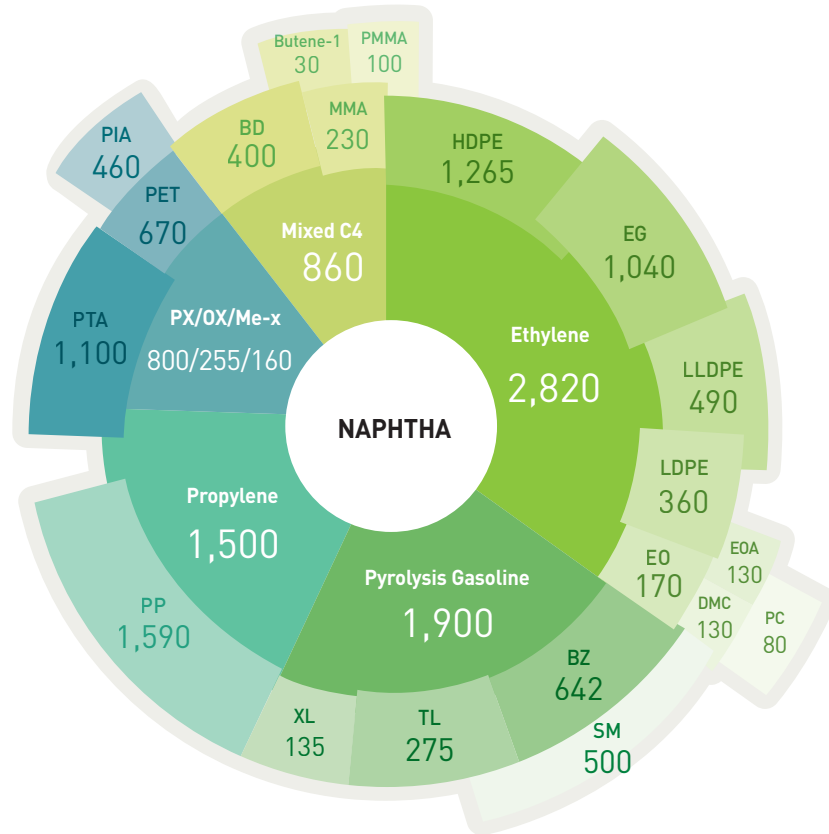 Butene-1
30
PMMA
100
BD
400
MMA
230
HDPE
1,265
EG
1,040
LLDPE
490
LDPE
360
EO
170
EOA
130
DMC
130
PC
80
BZ
642
SM
500
TL
275
XL
135
PP
1,590
PTA
1,100
PET
670
PIA
460
Mixed C4
860
Ethylene
2,820
Pyrolysis Gasoline
1,900
Propylene
1,500
PX/OX/Me-x
800/255/160
NAPHTHA